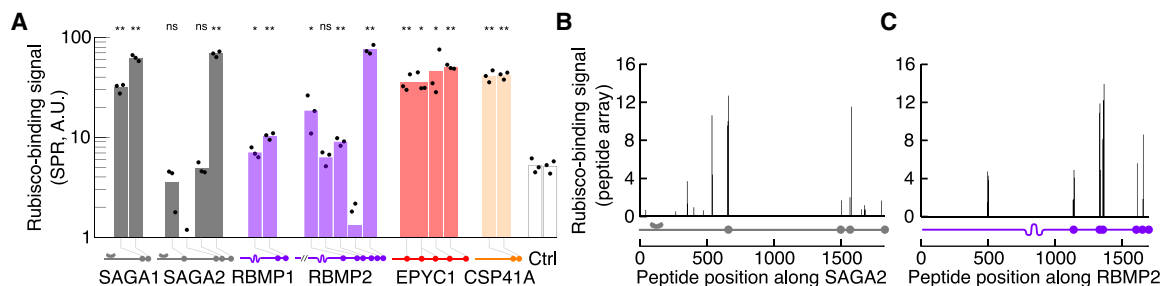 A
** ** ns ns ** * ** * ns ** ** ** * * ** ** **
Rubisco-binding signal
(SPR, A.U.)
100
10
1
SAGA1 SAGA2 RBMP1 RBMP2 EPYC1 CSP41A Ctrl
B
Rubisco-binding signal
(peptide array)
16
12
8
4
0
0 500 1000 1500
Peptide position along SAGA2
C
16
12
8
4
0
0 500 1000 1500
Peptide position along RBMP2